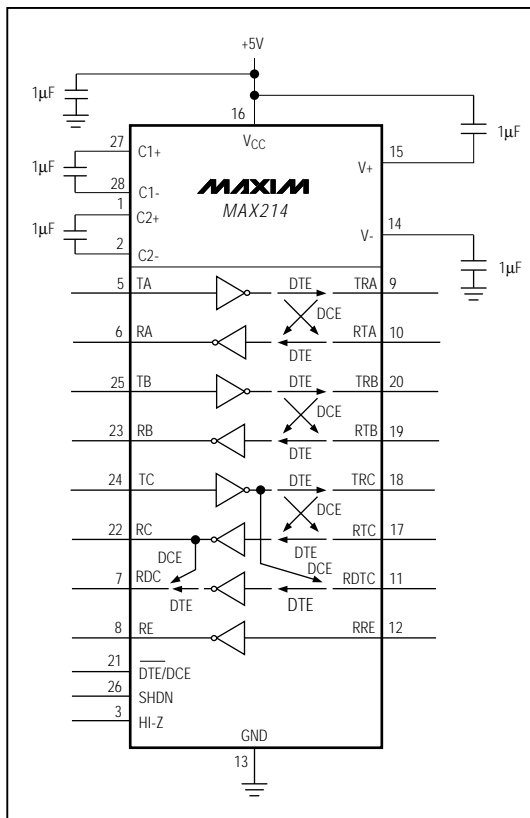 +5V
1µF
16
1µF
27
C1+
VCC
V+
15
1µF
28
C1-
MAXIM
MAX214
1
C2+
V-
14
1µF
2
C2-
1µF
5
TA
DTE
TRA
9
DCE
6
RA
DTE
RTA
10
25
TB
DTE
TRB
20
DCE
23
RB
DTE
RTB
19
24
TC
DTE
TRC
18
DCE
22
RC
DTE
RTC
17
DCE
DCE
7
RDC
DTE
DTE
RDTC
11
8
RE
RRE
12
21
DTE/DCE
26
SHDN
3
HI-Z
GND
13